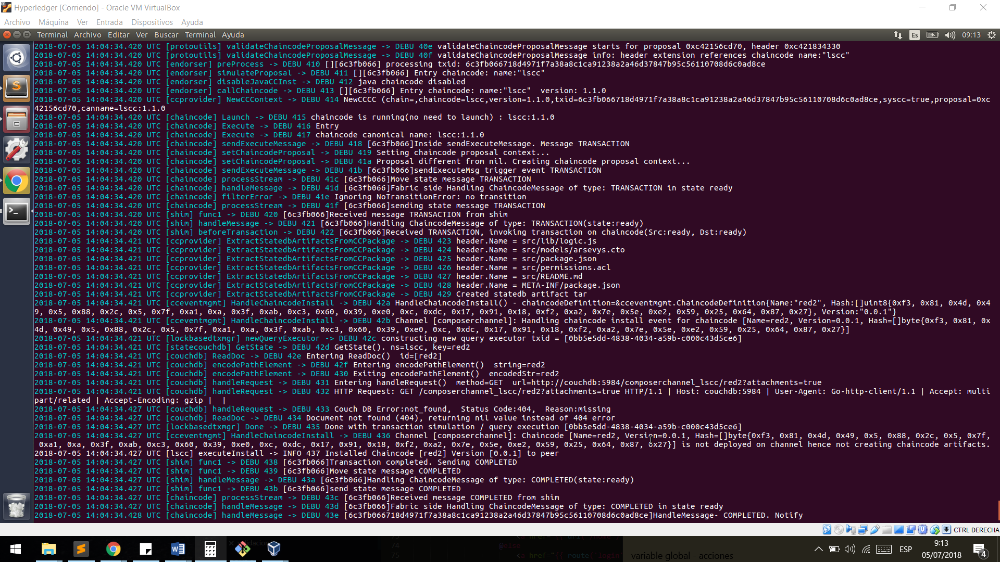 Hyperledger [Corriendo] - Oracle VM VirtualBox
Archivo Máquina Ver Entrada Dispositivos Ayuda
Terminal Archivo Editar Ver Buscar Terminal Ayuda Es 09:13
2018-07-05 14:04:34.420 UTC [protoutils] validateChaincodeProposalMessage -> DEBU 40e validateChaincodeProposalMessage starts for proposal 0xc42156cd70, header 0xc421834330
2018-07-05 14:04:34.420 UTC [protoutils] validateChaincodeProposalMessage -> DEBU 40f validateChaincodeProposalMessage info: header extension references chaincode name:"lscc"
2018-07-05 14:04:34.420 UTC [endorser] preProcess -> DEBU 410 [][6c3fb066] processing txid: 6c3fb066718d4971f7a38a8c1ca91238a2a46d37847b95c56110708d6c0ad8ce
2018-07-05 14:04:34.420 UTC [endorser] simulateProposal -> DEBU 411 [][6c3fb066] Entry chaincode: name:"lscc"
2018-07-05 14:04:34.420 UTC [endorser] disableJavaCCInst -> DEBU 412 java chaincode disabled
2018-07-05 14:04:34.420 UTC [endorser] callChaincode -> DEBU 413 [][6c3fb066] Entry chaincode: name:"lscc"  version: 1.1.0
2018-07-05 14:04:34.420 UTC [ccprovider] NewCCContext -> DEBU 414 NewCCCC (chain=,chaincode=lscc,version=1.1.0,txid=6c3fb066718d4971f7a38a8c1ca91238a2a46d37847b95c56110708d6c0ad8ce,syscc=true,proposal=0xc
42156cd70,canname=lscc:1.1.0
2018-07-05 14:04:34.420 UTC [chaincode] Launch -> DEBU 415 chaincode is running(no need to launch) : lscc:1.1.0
2018-07-05 14:04:34.420 UTC [chaincode] Execute -> DEBU 416 Entry
2018-07-05 14:04:34.420 UTC [chaincode] Execute -> DEBU 417 chaincode canonical name: lscc:1.1.0
2018-07-05 14:04:34.420 UTC [chaincode] sendExecuteMessage -> DEBU 418 [6c3fb066]Inside sendExecuteMessage. Message TRANSACTION
2018-07-05 14:04:34.420 UTC [chaincode] setChaincodeProposal -> DEBU 419 Setting chaincode proposal context...
2018-07-05 14:04:34.420 UTC [chaincode] setChaincodeProposal -> DEBU 41a Proposal different from nil. Creating chaincode proposal context...
2018-07-05 14:04:34.420 UTC [chaincode] sendExecuteMessage -> DEBU 41b [6c3fb066]sendExecuteMsg trigger event TRANSACTION
2018-07-05 14:04:34.420 UTC [chaincode] processStream -> DEBU 41c [6c3fb066]Move state message TRANSACTION
2018-07-05 14:04:34.420 UTC [chaincode] handleMessage -> DEBU 41d [6c3fb066]Fabric side Handling ChaincodeMessage of type: TRANSACTION in state ready
2018-07-05 14:04:34.420 UTC [chaincode] filterError -> DEBU 41e Ignoring NoTransitionError: no transition
2018-07-05 14:04:34.420 UTC [chaincode] processStream -> DEBU 41f [6c3fb066]sending state message TRANSACTION
2018-07-05 14:04:34.420 UTC [shim] func1 -> DEBU 420 [6c3fb066]Received message TRANSACTION from shim
2018-07-05 14:04:34.420 UTC [shim] handleMessage -> DEBU 421 [6c3fb066]Handling ChaincodeMessage of type: TRANSACTION(state:ready)
2018-07-05 14:04:34.420 UTC [shim] beforeTransaction -> DEBU 422 [6c3fb066]Received TRANSACTION, invoking transaction on chaincode(Src:ready, Dst:ready)
2018-07-05 14:04:34.421 UTC [ccprovider] ExtractStatedbArtifactsFromCCPackage -> DEBU 423 header.Name = src/lib/logic.js
2018-07-05 14:04:34.421 UTC [ccprovider] ExtractStatedbArtifactsFromCCPackage -> DEBU 424 header.Name = src/models/arsevys.cto
2018-07-05 14:04:34.421 UTC [ccprovider] ExtractStatedbArtifactsFromCCPackage -> DEBU 425 header.Name = src/package.json
2018-07-05 14:04:34.421 UTC [ccprovider] ExtractStatedbArtifactsFromCCPackage -> DEBU 426 header.Name = src/permissions.acl
2018-07-05 14:04:34.421 UTC [ccprovider] ExtractStatedbArtifactsFromCCPackage -> DEBU 427 header.Name = src/README.md
2018-07-05 14:04:34.421 UTC [ccprovider] ExtractStatedbArtifactsFromCCPackage -> DEBU 428 header.Name = META-INF/package.json
2018-07-05 14:04:34.421 UTC [ccprovider] ExtractStatedbArtifactsFromCCPackage -> DEBU 429 Created statedb artifact tar
2018-07-05 14:04:34.421 UTC [cceventmgmt] HandleChaincodeInstall -> DEBU 42a HandleChaincodeInstall() - chaincodeDefinition=&cceventmgmt.ChaincodeDefinition{Name:"red2", Hash:[]uint8{0xf3, 0x81, 0x4d, 0x4
9, 0x5, 0x88, 0x2c, 0x5, 0x7f, 0xa1, 0xa, 0x3f, 0xab, 0xc3, 0x60, 0x39, 0xe0, 0xc, 0xdc, 0x17, 0x91, 0x18, 0xf2, 0xa2, 0x7e, 0x5e, 0xe2, 0x59, 0x25, 0x64, 0x87, 0x27}, Version:"0.0.1"}
2018-07-05 14:04:34.421 UTC [cceventmgmt] HandleChaincodeInstall -> DEBU 42b Channel [composerchannel]: Handling chaincode install event for chaincode [Name=red2, Version=0.0.1, Hash=[]byte{0xf3, 0x81, 0x
4d, 0x49, 0x5, 0x88, 0x2c, 0x5, 0x7f, 0xa1, 0xa, 0x3f, 0xab, 0xc3, 0x60, 0x39, 0xe0, 0xc, 0xdc, 0x17, 0x91, 0x18, 0xf2, 0xa2, 0x7e, 0x5e, 0xe2, 0x59, 0x25, 0x64, 0x87, 0x27}]
2018-07-05 14:04:34.421 UTC [lockbasedtxmgr] newQueryExecutor -> DEBU 42c constructing new query executor txid = [0bb5e5dd-4838-4034-a59b-c000c43d5ce6]
2018-07-05 14:04:34.421 UTC [statecouchdb] GetState -> DEBU 42d GetState(). ns=lscc, key=red2
2018-07-05 14:04:34.421 UTC [couchdb] ReadDoc -> DEBU 42e Entering ReadDoc()  id=[red2]
2018-07-05 14:04:34.421 UTC [couchdb] encodePathElement -> DEBU 42f Entering encodePathElement()  string=red2
2018-07-05 14:04:34.421 UTC [couchdb] encodePathElement -> DEBU 430 Exiting encodePathElement()  encodedStr=red2
2018-07-05 14:04:34.421 UTC [couchdb] handleRequest -> DEBU 431 Entering handleRequest()  method=GET  url=http://couchdb:5984/composerchannel_lscc/red2?attachments=true
2018-07-05 14:04:34.421 UTC [couchdb] handleRequest -> DEBU 432 HTTP Request: GET /composerchannel_lscc/red2?attachments=true HTTP/1.1 | Host: couchdb:5984 | User-Agent: Go-http-client/1.1 | Accept: multi
part/related | Accept-Encoding: gzip |  |
2018-07-05 14:04:34.427 UTC [couchdb] handleRequest -> DEBU 433 Couch DB Error:not_found,  Status Code:404,  Reason:missing
2018-07-05 14:04:34.427 UTC [couchdb] ReadDoc -> DEBU 434 Document not found (404), returning nil value instead of 404 error
2018-07-05 14:04:34.427 UTC [lockbasedtxmgr] Done -> DEBU 435 Done with transaction simulation / query execution [0bb5e5dd-4838-4034-a59b-c000c43d5ce6]
2018-07-05 14:04:34.427 UTC [cceventmgmt] HandleChaincodeInstall -> DEBU 436 Channel [composerchannel]: Chaincode [Name=red2, Version=0.0.1, Hash=[]byte{0xf3, 0x81, 0x4d, 0x49, 0x5, 0x88, 0x2c, 0x5, 0x7f,
0xa1, 0xa, 0x3f, 0xab, 0xc3, 0x60, 0x39, 0xe0, 0xc, 0xdc, 0x17, 0x91, 0x18, 0xf2, 0xa2, 0x7e, 0x5e, 0xe2, 0x59, 0x25, 0x64, 0x87, 0x27}] is not deployed on channel hence not creating chaincode artifacts.
2018-07-05 14:04:34.427 UTC [lscc] executeInstall -> INFO 437 Installed Chaincode [red2] Version [0.0.1] to peer
2018-07-05 14:04:34.427 UTC [shim] func1 -> DEBU 438 [6c3fb066]Transaction completed. Sending COMPLETED
2018-07-05 14:04:34.427 UTC [shim] func1 -> DEBU 439 [6c3fb066]Move state message COMPLETED
2018-07-05 14:04:34.427 UTC [shim] handleMessage -> DEBU 43a [6c3fb066]Handling ChaincodeMessage of type: COMPLETED(state:ready)
2018-07-05 14:04:34.427 UTC [shim] func1 -> DEBU 43b [6c3fb066]send state message COMPLETED
2018-07-05 14:04:34.427 UTC [chaincode] processStream -> DEBU 43c [6c3fb066]Received message COMPLETED from shim
2018-07-05 14:04:34.427 UTC [chaincode] handleMessage -> DEBU 43d [6c3fb066]Fabric side Handling ChaincodeMessage of type: COMPLETED in state ready
2018-07-05 14:04:34.428 UTC [chaincode] handleMessage -> DEBU 43e [6c3fb066718d4971f7a38a8c1ca91238a2a46d37847b95c56110708d6c0ad8ce]HandleMessage- COMPLETED. Notify
CTRL DERECHA
74 @else
75 <a href="{{ route('login'
variable global - acciones
ESP
9:13
05/07/2018
4